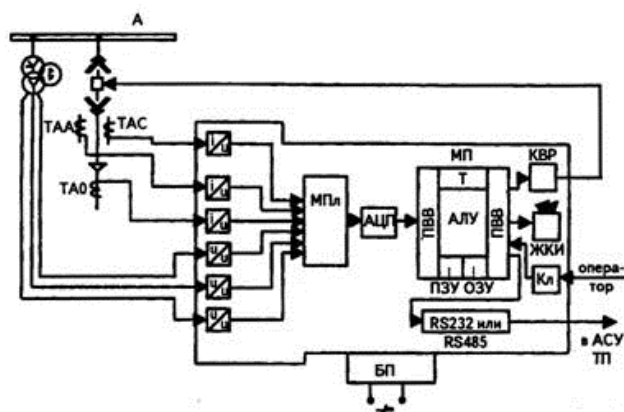 А
ТАА
ТАС
ТА0
i/u
i/u
i/u
u/u
u/u
u/u
МПл
АЦП
МП
ПВВ
Т
АЛУ
ПВВ
ПЗУ ОЗУ
КВР
ЖКИ
Кл
опера-
тор
RS232 или
RS485
в АСУ
ТП
БП